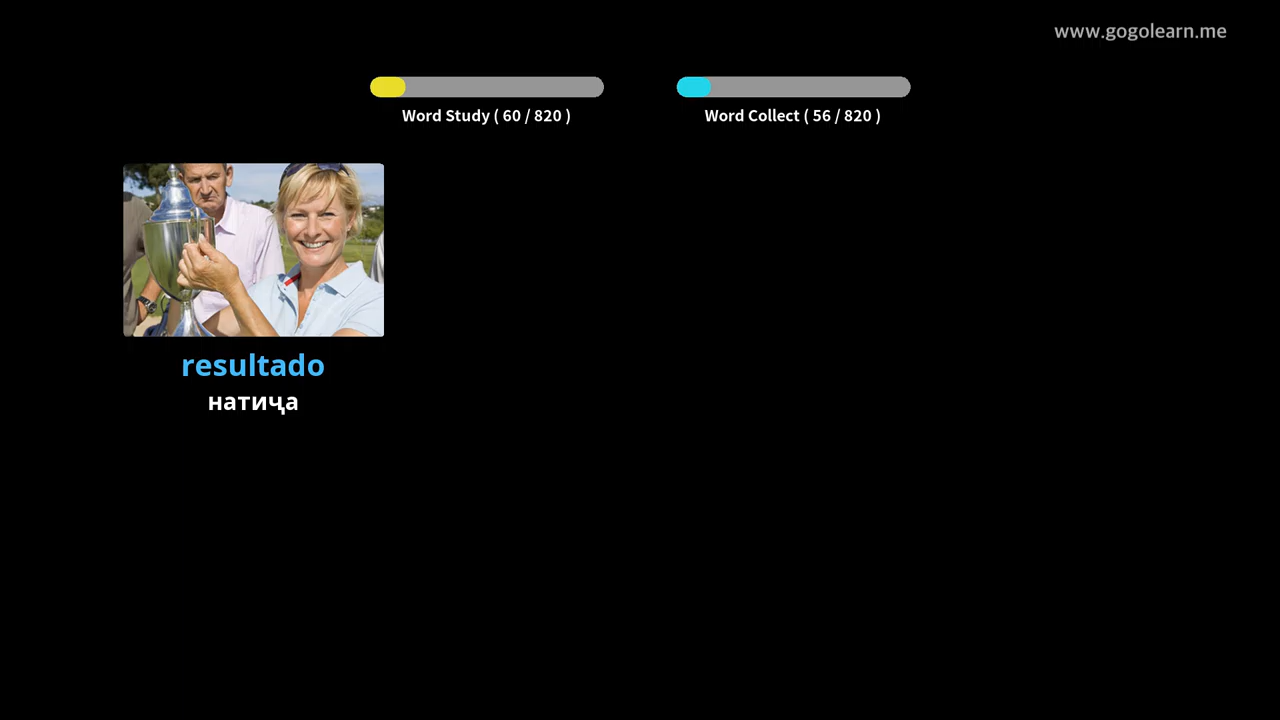 www.gogolearn.me
Word Study ( 60 / 820 )
Word Collect ( 56 / 820 )
resultado
натиҷа